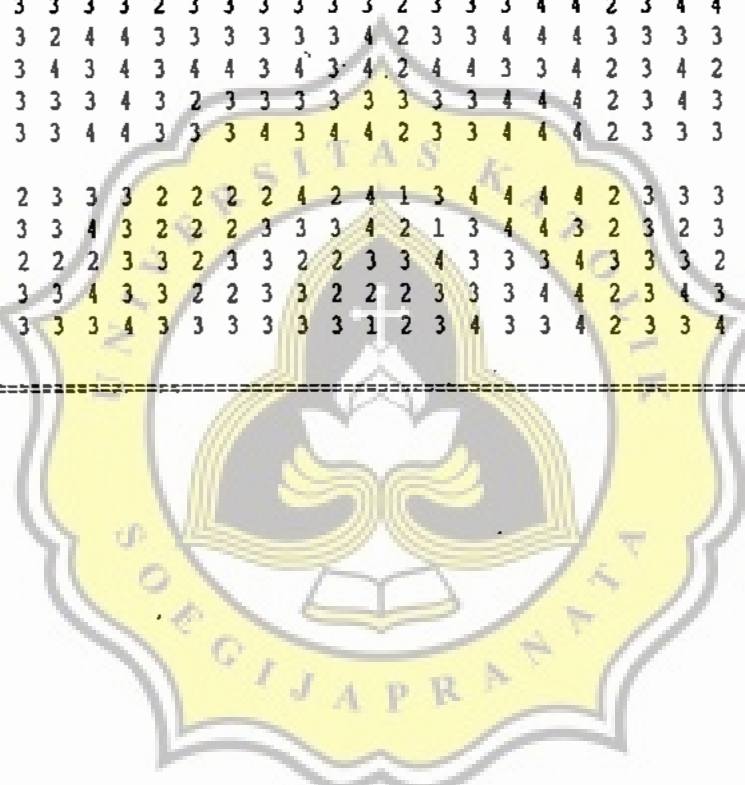 3 3 3 3 2 3 3 3 3 3 3 2 3 3 3 4 4 2 3 4 4
3 2 4 4 3 3 3 3 3 3 4 2 3 3 4 4 4 3 3 3 3
3 4 3 4 3 4 4 3 4 3 4 2 4 4 3 3 4 2 3 4 2
3 3 3 4 3 2 3 3 3 3 3 3 3 3 4 4 4 2 3 4 3
3 3 4 4 3 3 3 4 3 4 4 2 3 3 4 4 4 2 3 3 3
2 3 3 3 2 2 2 2 4 2 4 1 3 4 4 4 4 2 3 3 3
3 3 4 3 2 2 2 3 3 3 4 2 1 3 4 4 3 2 3 2 3
2 2 2 3 3 2 3 3 2 2 3 3 4 3 3 3 4 3 3 3 2
3 3 4 3 3 2 2 3 3 2 2 2 3 3 3 4 4 2 3 4 3
3 3 3 4 3 3 3 3 3 3 1 2 3 4 3 3 4 2 3 3 4
UNIVERSITAS KATOLIK
SOEGIJAPRANATA